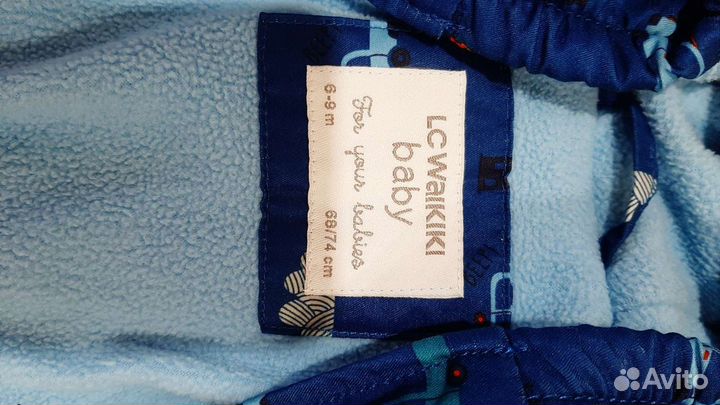 LC WAIKIKI
baby
For your babies
6-9 m 68/74 cm
Avito